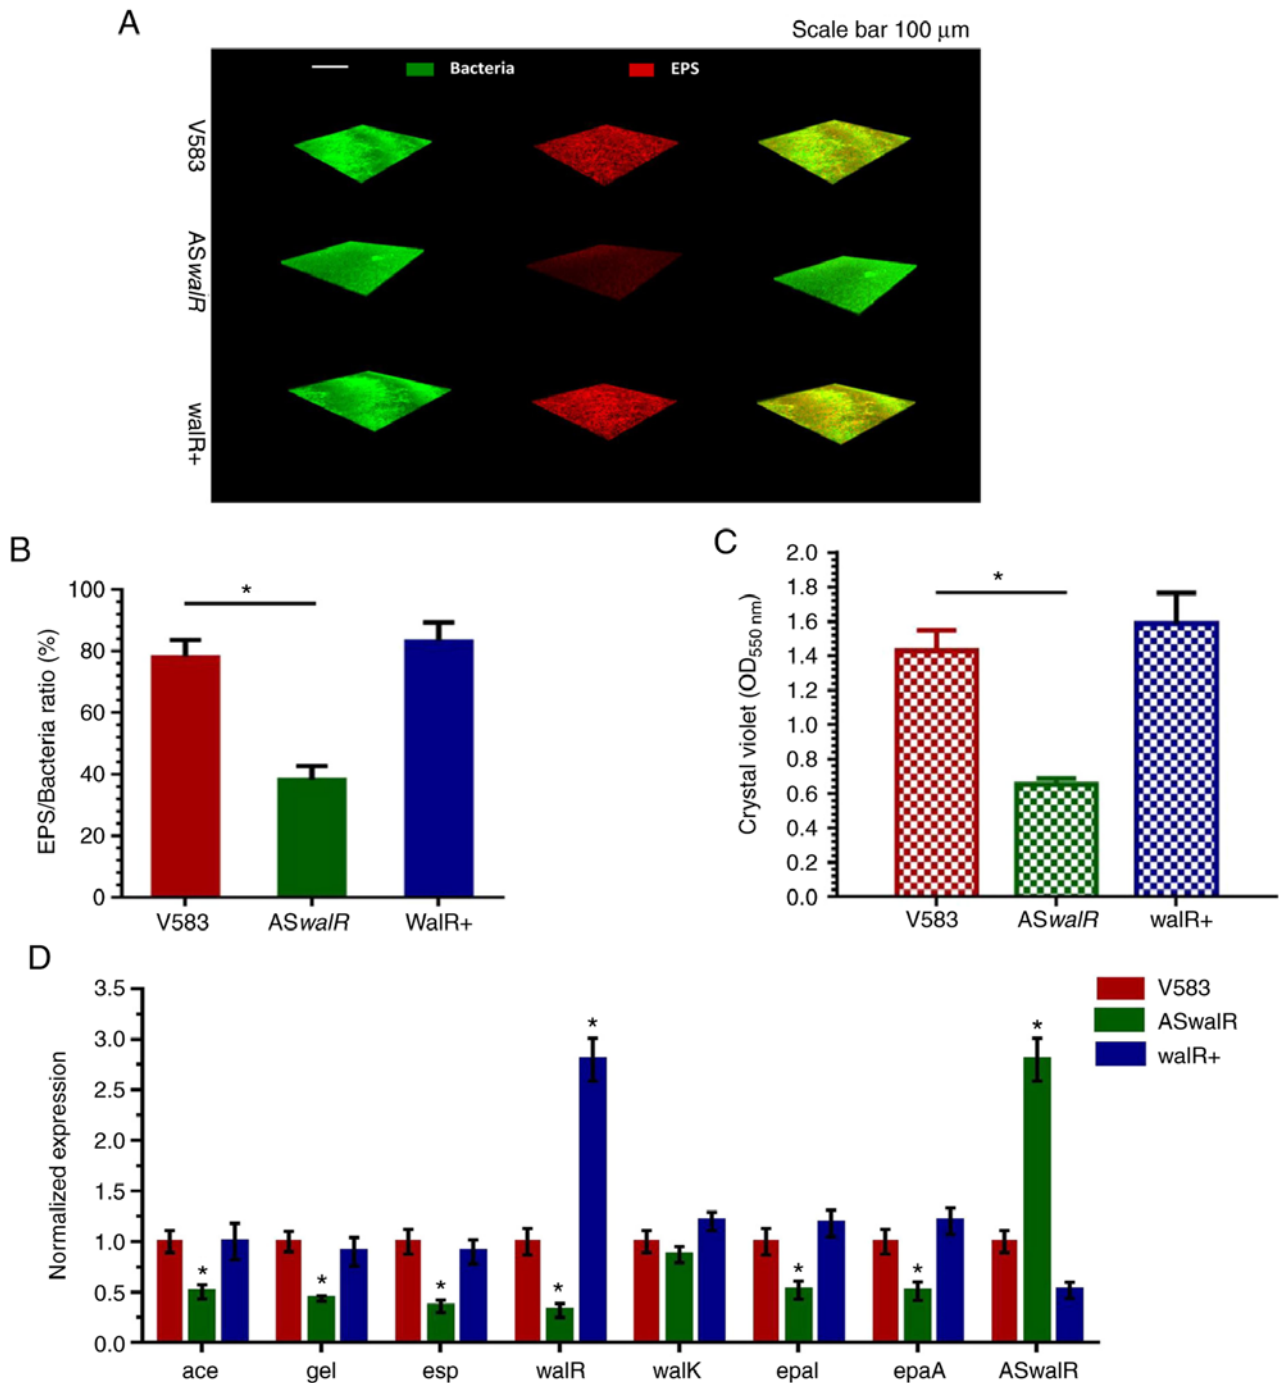 A
Scale bar 100 μm
Bacteria
EPS
V583
ASwalR
walR+
B
EPS/Bacteria ratio (%)
100
80
60
40
20
0
*
V583
ASwalR
WalR+
C
Crystal violet (OD550 nm)
2.0
1.8
1.6
1.4
1.2
1.0
0.8
0.6
0.4
0.2
0.0
*
V583
ASwalR
walR+
D
Normalized expression
3.5
3.0
2.5
2.0
1.5
1.0
0.5
0.0
* * * * * * * *
ace gel esp walR walK epaI epaA ASwalR
V583
ASwalR
walR+